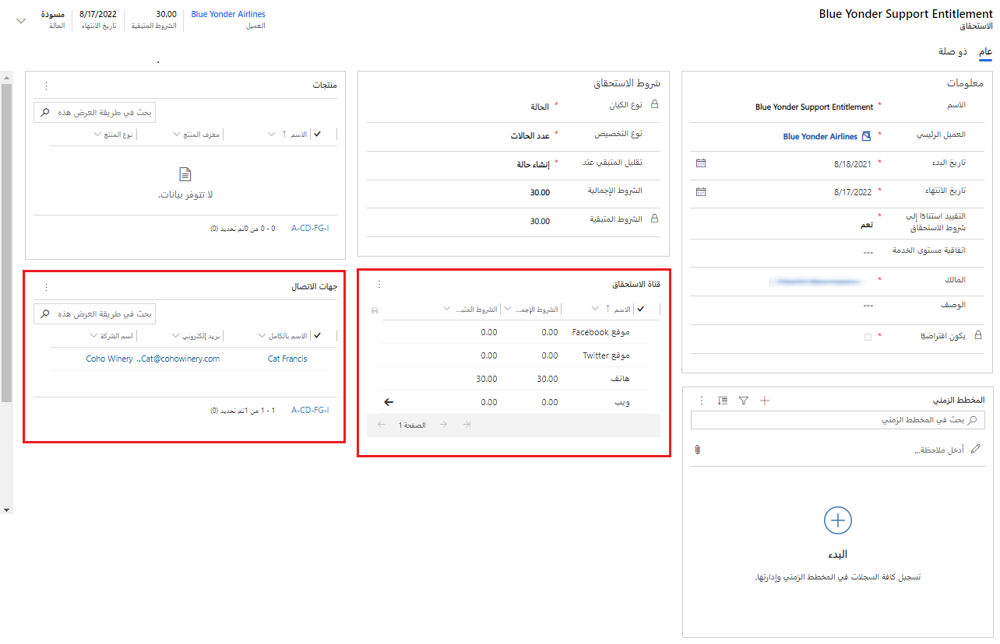 Blue Yonder Support Entitlement
الاستحقاق
Blue Yonder Airlines
العميل
30.00
الشروط المتبقية
8/17/2022
تاريخ الانتهاء
مسودة
الحالة
عام
ذو صلة
معلومات
الاسم * Blue Yonder Support Entitlement
العميل الرئيسي * Blue Yonder Airlines
تاريخ البدء * 8/18/2021
تاريخ الانتهاء * 8/17/2022
التقييد استنادًا إلى
شروط الاستحقاق * نعم
اتفاقية مستوى الخدمة ---
المالك *
الوصف ---
يكون افتراضيًا *
المخطط الزمني
بحث في المخطط الزمني
أدخل ملاحظة...
البدء
تسجيل كافة السجلات في المخطط الزمني وإدارتها.
شروط الاستحقاق
نوع الكيان * الحالة
نوع التخصيص * عدد الحالات
تقليل المتبقي عند * إنشاء حالة
الشروط الإجمالية 30.00
الشروط المتبقية 30.00
قناة الاستحقاق
الاسم ↑ الشروط الإجمـ... الشروط المتبـ...
موقع Facebook 0.00 0.00
موقع Twitter 0.00 0.00
هاتف 30.00 30.00
ويب 0.00 0.00
الصفحة 1
منتجات
بحث في طريقة العرض هذه
الاسم ↑ معرف المنتج نوع المنتج
لا تتوفر بيانات.
A-CD-FG-I 0 - 0 من 0تم تحديد (0)
جهات الاتصال
بحث في طريقة العرض هذه
الاسم بالكامل بريد إلكتروني اسم الشركة
Cat Francis Cat@cohowinery.com.. Coho Winery
A-CD-FG-I 1 - 1 من 1تم تحديد (0)